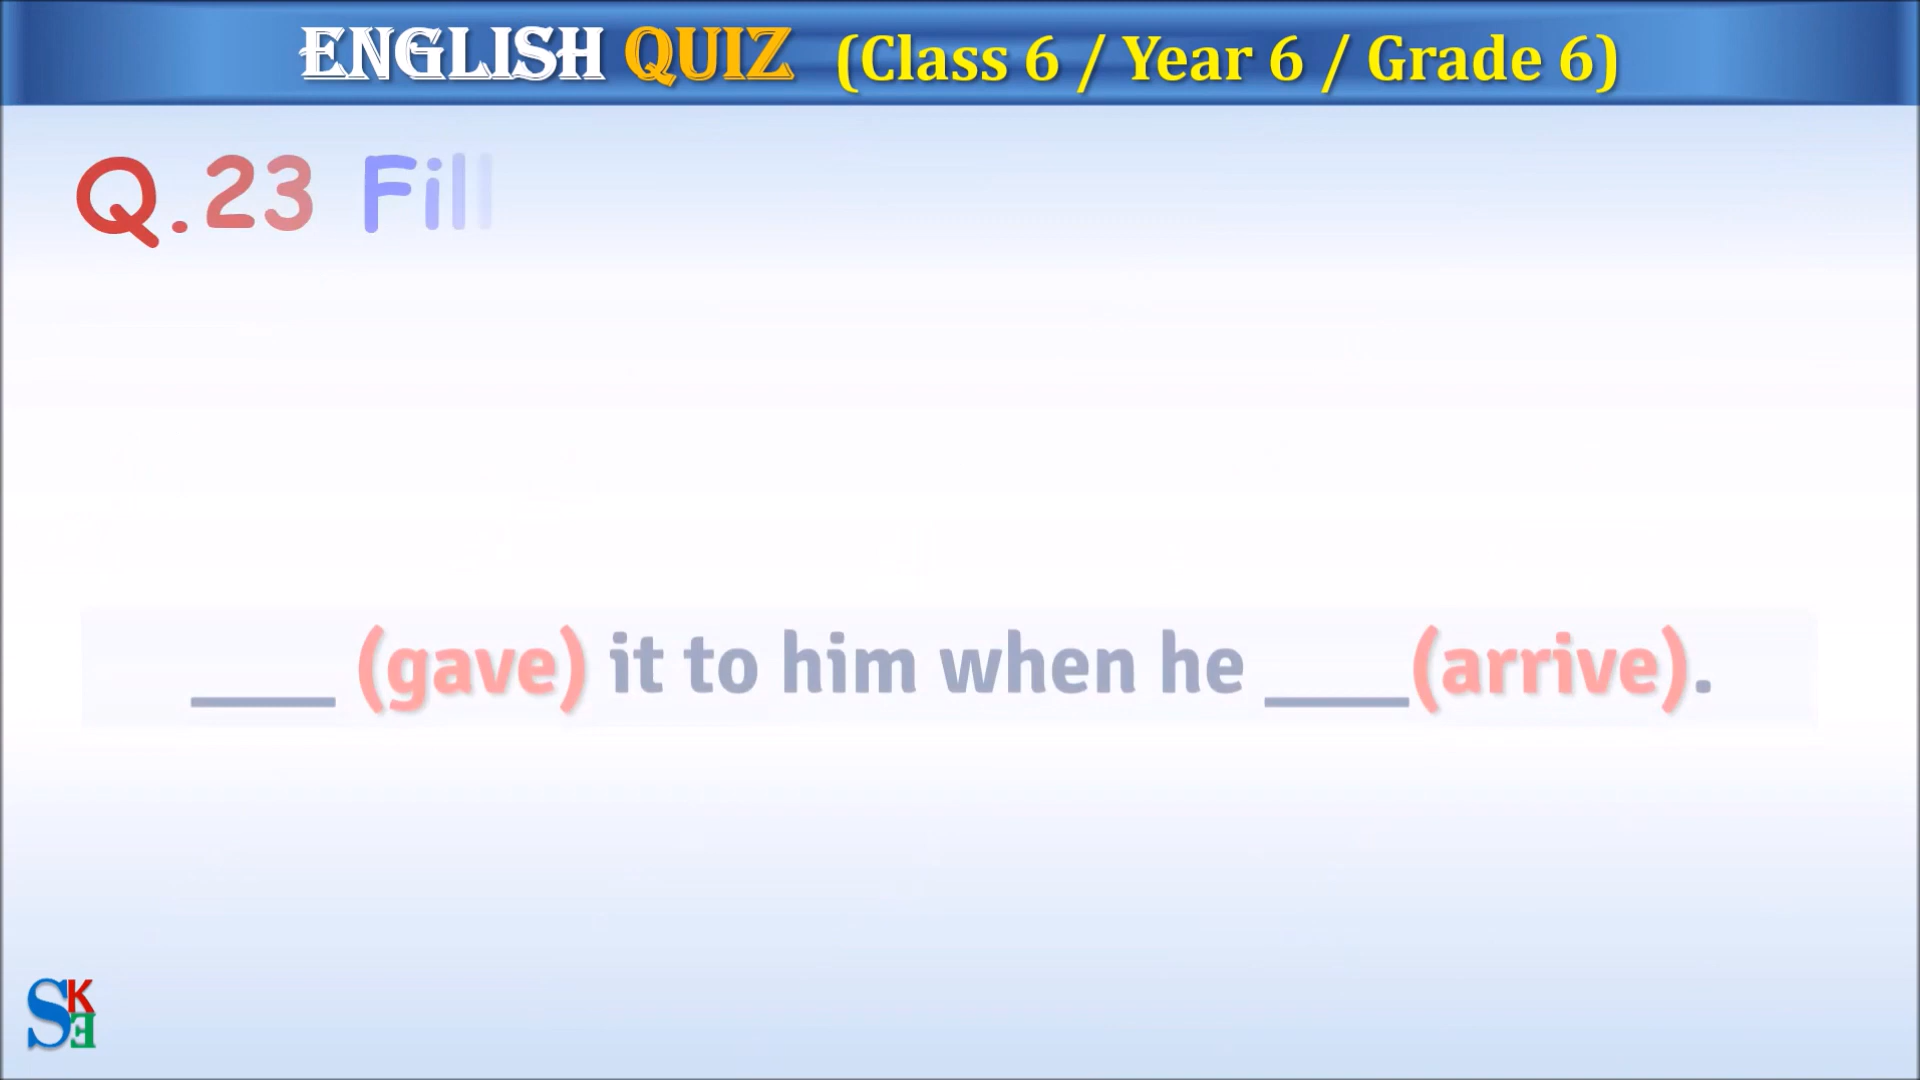 ENGLISH QUIZ (Class 6 / Year 6 / Grade 6)
Q.23 Fill
____ (gave) it to him when he ____(arrive).
SKE